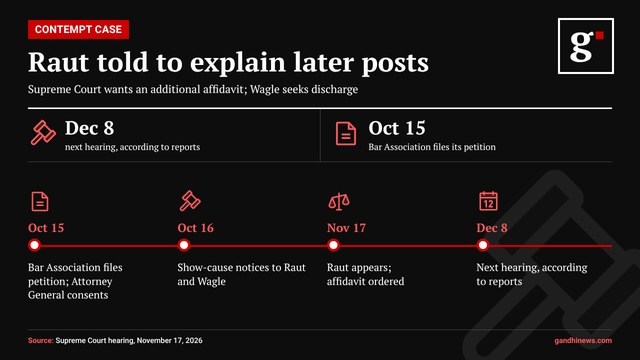 CONTEMPT CASE
g
Raut told to explain later posts
Supreme Court wants an additional affidavit; Wagle seeks discharge
Dec 8
next hearing, according to reports
Oct 15
Bar Association files its petition
12
Oct 15
Oct 16
Nov 17
Dec 8
Bar Association files
petition; Attorney
General consents
Show-cause notices to Raut
and Wagle
Raut appears;
affidavit ordered
Next hearing, according
to reports
Source: Supreme Court hearing, November 17, 2026
gandhinews.com